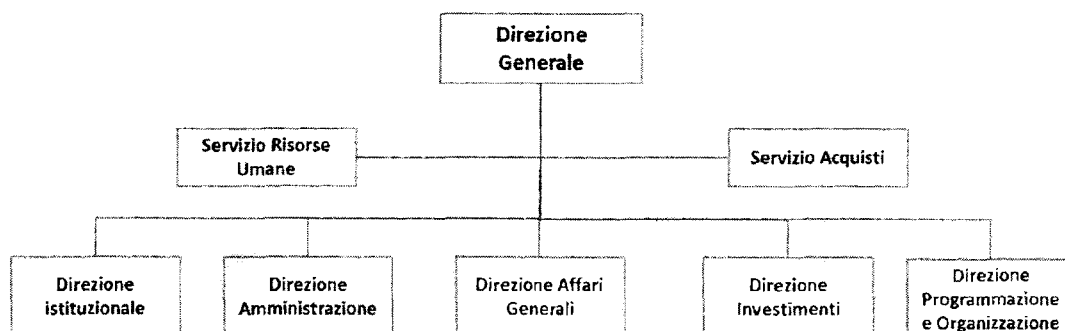 Direzione
Generale
Servizio Risorse
Umane
Servizio Acquisti
Direzione
istituzionale
Direzione
Amministrazione
Direzione Affari
Generali
Direzione
Investimenti
Direzione
Programmazione
e Organizzazione